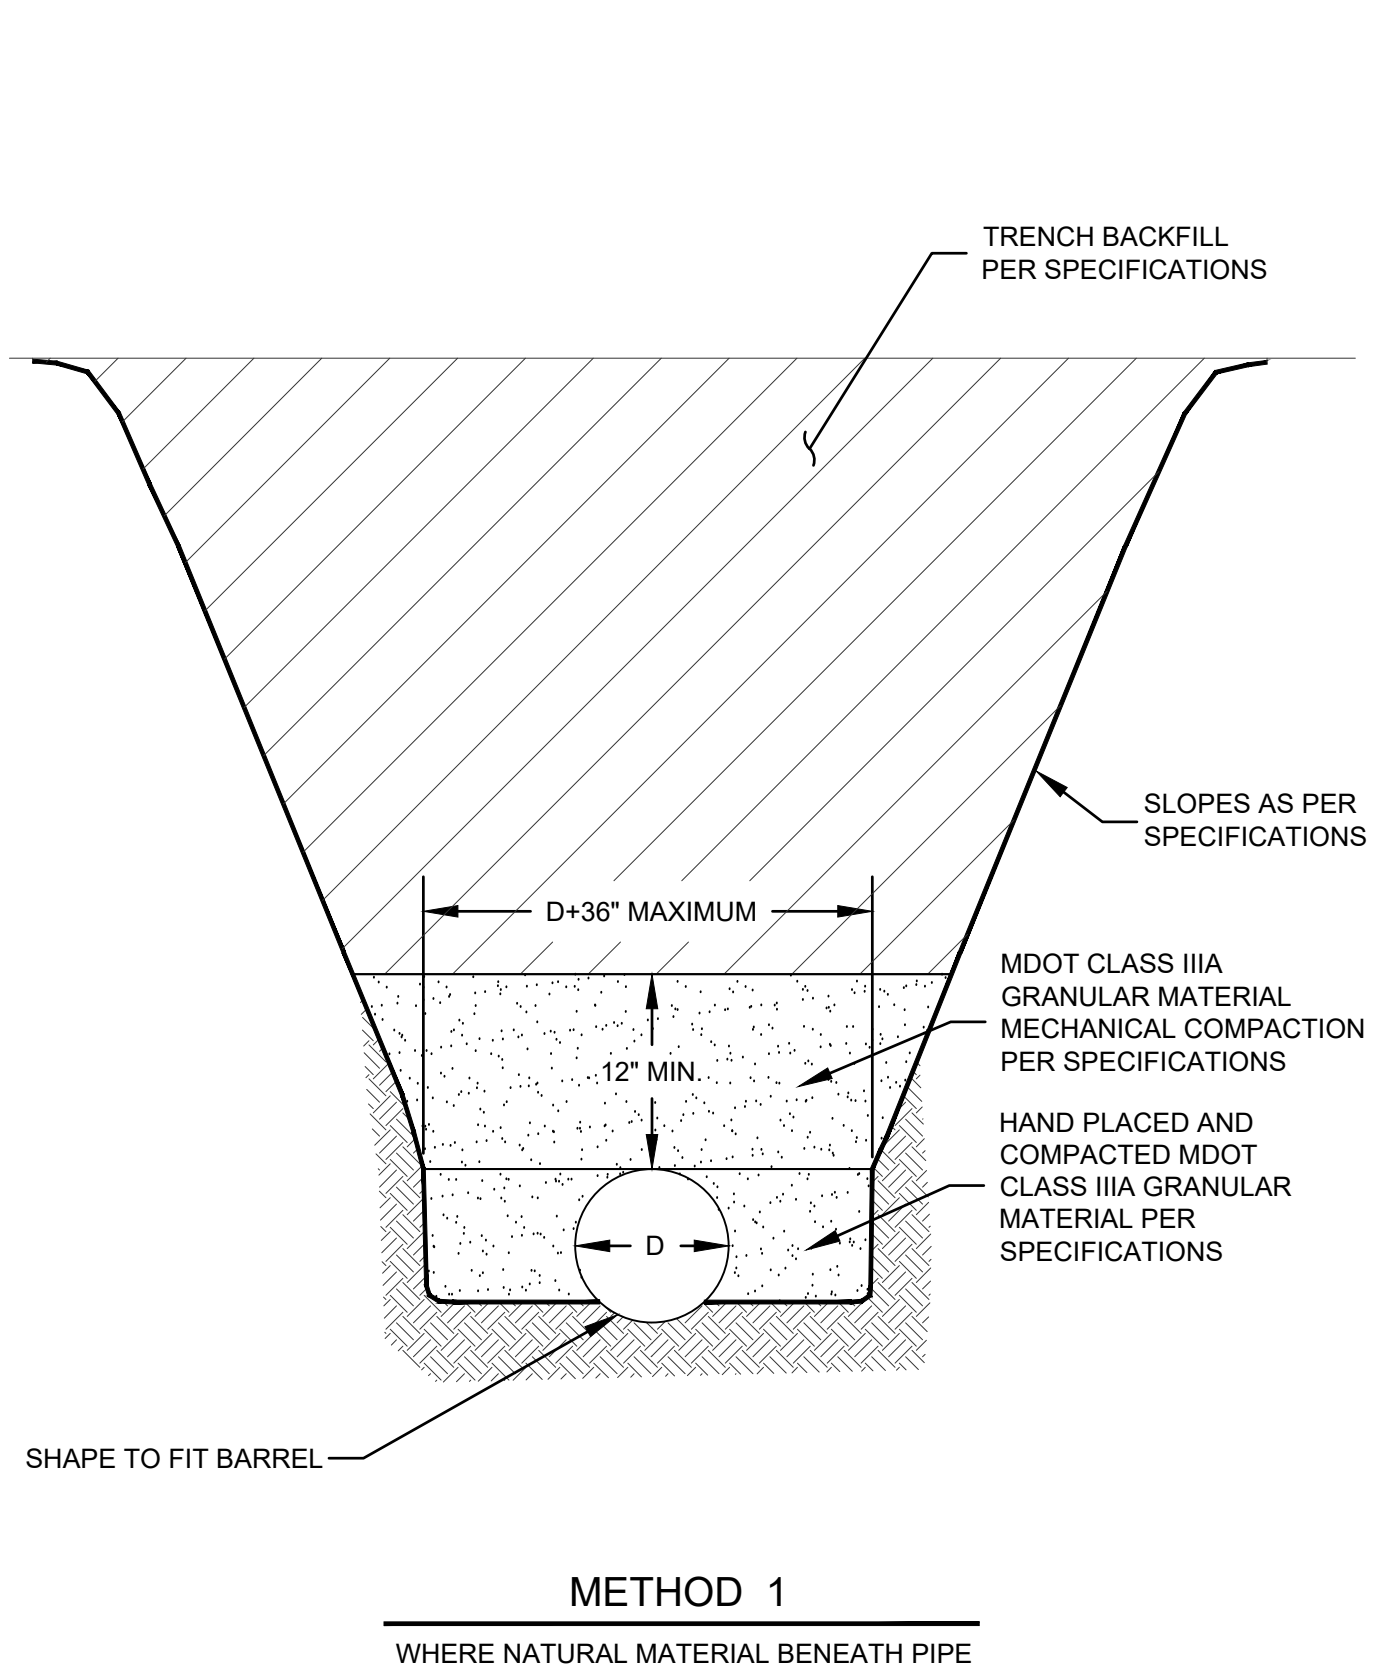 TRENCH BACKFILL
PER SPECIFICATIONS
SLOPES AS PER
SPECIFICATIONS
D+36" MAXIMUM
MDOT CLASS IIIA
GRANULAR MATERIAL
MECHANICAL COMPACTION
PER SPECIFICATIONS
12" MIN.
HAND PLACED AND
COMPACTED MDOT
CLASS IIIA GRANULAR
MATERIAL PER
SPECIFICATIONS
D
SHAPE TO FIT BARREL
METHOD 1
WHERE NATURAL MATERIAL BENEATH PIPE